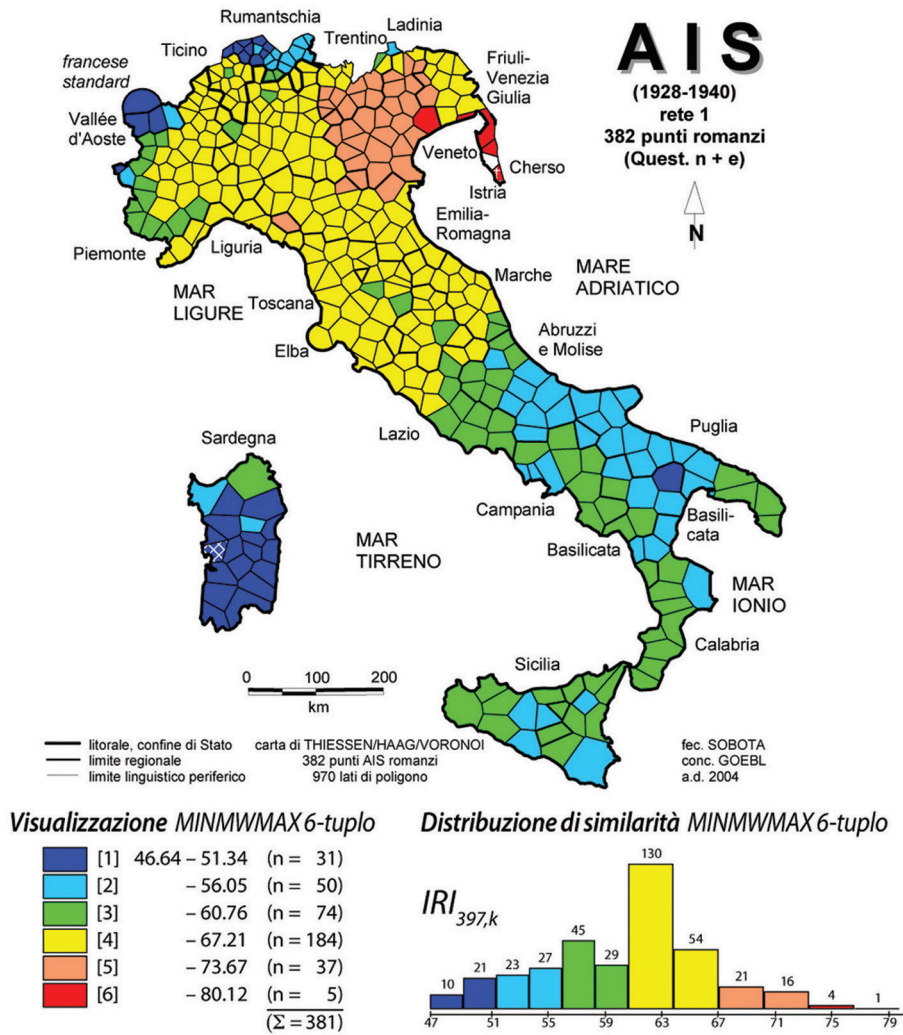 AIS
(1928-1940)
rete 1
382 punti romanzi
(Quest. n + e)
N
Rumantschia
Ladinia
Ticino
Trentino
francese
standard
Friuli-
Venezia
Giulia
Vallée
d'Aoste
Veneto
Cherso
Istria
Emilia-
Romagna
Piemonte
Liguria
MAR
LIGURE
Marche
MARE
ADRIATICO
Toscana
Elba
Abruzzi
e Molise
Lazio
Puglia
Sardegna
Campania
Basili-
cata
Basilicata
MAR
TIRRENO
MAR
IONIO
Calabria
Sicilia
0 100 200
km
litorale, confine di Stato
limite regionale
limite linguistico periferico
carta di THIESSEN/HAAG/VORONOI
382 punti AIS romanzi
970 lati di poligono
fec. SOBOTA
conc. GOEBL
a.d. 2004
Visualizzazione MINMWMAX 6-tuplo
[1] 46.64 – 51.34 (n = 31)
[2] – 56.05 (n = 50)
[3] – 60.76 (n = 74)
[4] – 67.21 (n = 184)
[5] – 73.67 (n = 37)
[6] – 80.12 (n = 5)
(Σ = 381)
Distribuzione di similarità MINMWMAX 6-tuplo
IRI397,k
10 21 23 27 45 29 130 54 21 16 4 1
47 51 55 59 63 67 71 75 79